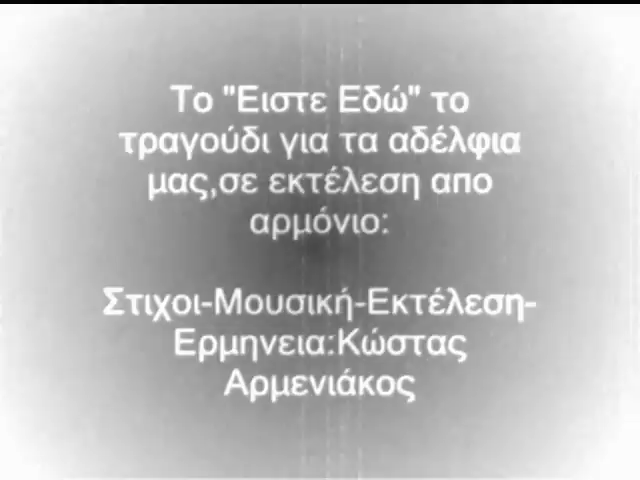 Το "Ειστε Εδώ" το
τραγούδι για τα αδέλφια
μας,σε εκτέλεση απο
αρμόνιο:
Στιχοι-Μουσική-Εκτέλεση-
Ερμηνεια:Κώστας
Αρμενιάκος